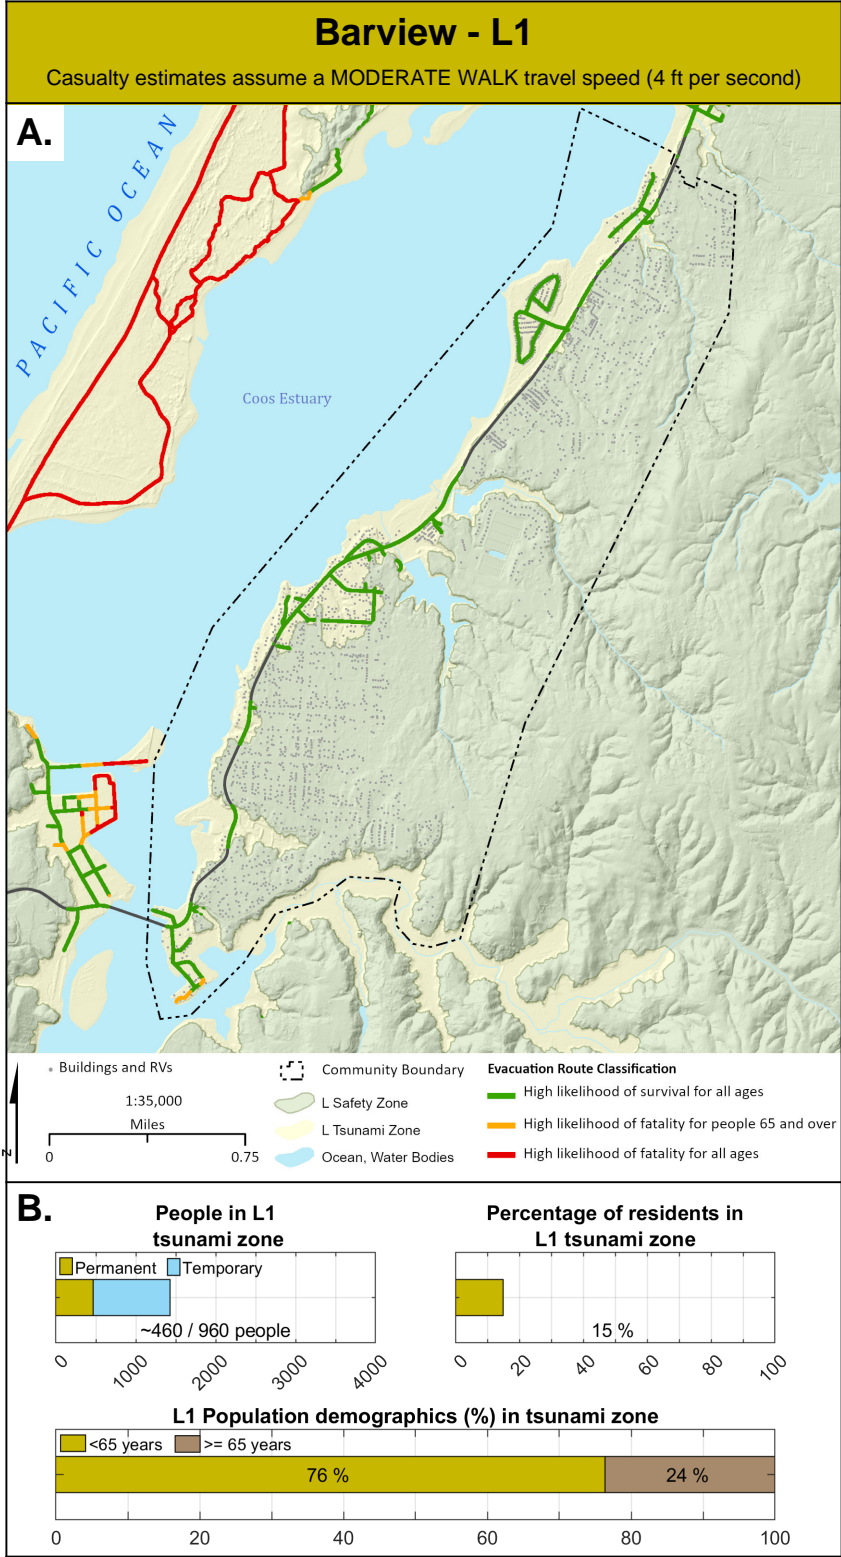 Barview - L1
Casualty estimates assume a MODERATE WALK travel speed (4 ft per second)
A.
PACIFIC OCEAN
Coos Estuary
Buildings and RVs
1:35,000
Miles
0 0.75
N
Community Boundary
L Safety Zone
L Tsunami Zone
Ocean, Water Bodies
Evacuation Route Classification
High likelihood of survival for all ages
High likelihood of fatality for people 65 and over
High likelihood of fatality for all ages
B.
People in L1
tsunami zone
Permanent Temporary
~460 / 960 people
0 1000 2000 3000 4000
Percentage of residents in
L1 tsunami zone
15 %
0 20 40 60 80 100
L1 Population demographics (%) in tsunami zone
<65 years >= 65 years
76 % 24 %
0 20 40 60 80 100